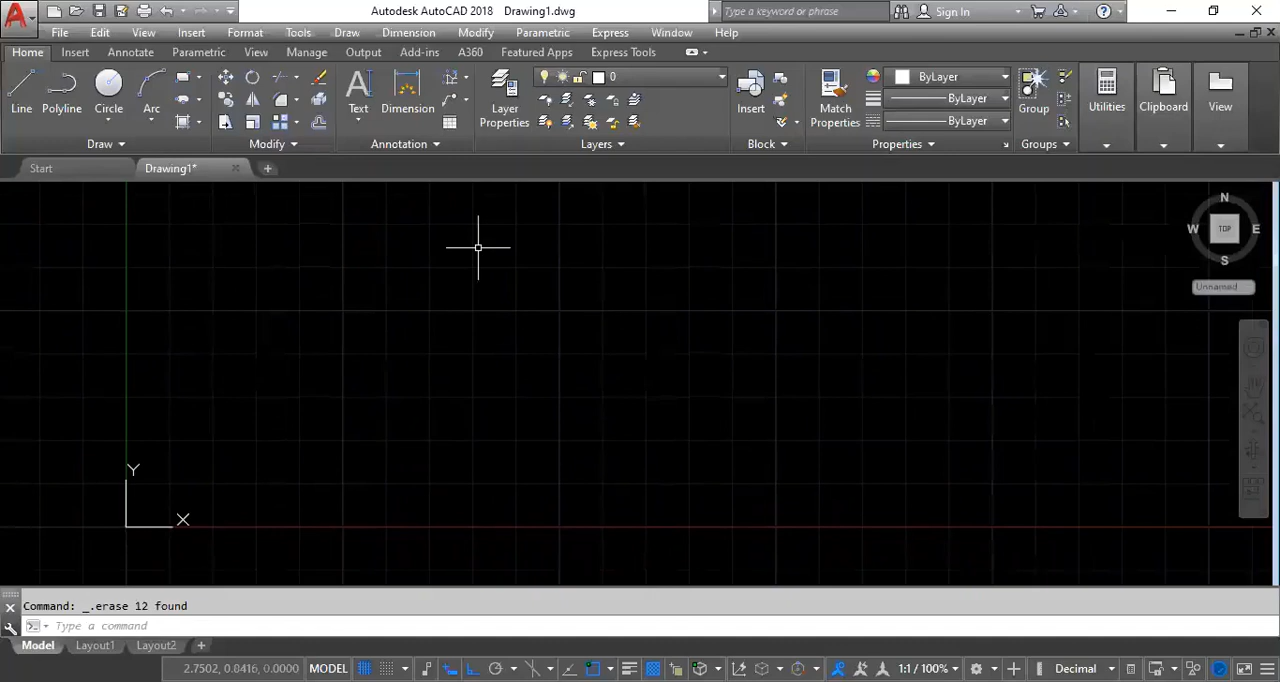 Autodesk AutoCAD 2018 Drawing1.dwg
Type a keyword or phrase
Sign In
File Edit View Insert Format Tools Draw Dimension Modify Parametric Express Window Help
Home Insert Annotate Parametric View Manage Output Add-ins A360 Featured Apps Express Tools
0
ByLayer
ByLayer
ByLayer
Line Polyline Circle Arc Text Dimension Layer Properties Insert Match Properties Group Utilities Clipboard View
Draw Modify Annotation Layers Block Properties Groups
Start Drawing1*
N
W TOP E
S
Unnamed
Y
X
Command: _.erase 12 found
Type a command
Model Layout1 Layout2
2.7502, 0.8416, 0.0000 MODEL 1:1 / 100% Decimal